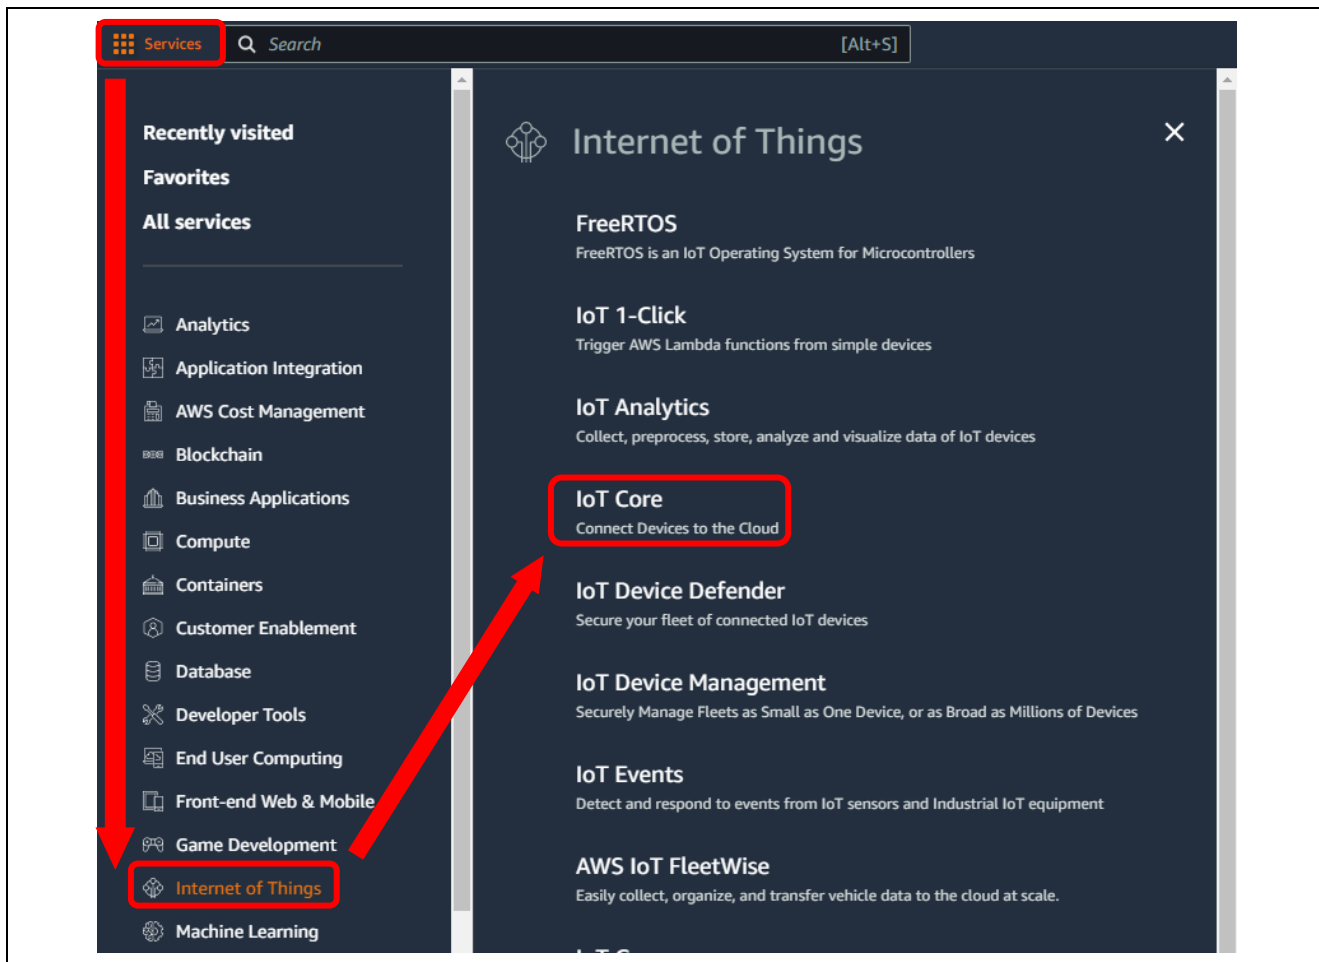 Services
Search
[Alt+S]
Recently visited
Favorites
All services
Analytics
Application Integration
AWS Cost Management
Blockchain
Business Applications
Compute
Containers
Customer Enablement
Database
Developer Tools
End User Computing
Front-end Web & Mobile
Game Development
Internet of Things
Machine Learning
Internet of Things
FreeRTOS
FreeRTOS is an IoT Operating System for Microcontrollers
IoT 1-Click
Trigger AWS Lambda functions from simple devices
IoT Analytics
Collect, preprocess, store, analyze and visualize data of IoT devices
IoT Core
Connect Devices to the Cloud
IoT Device Defender
Secure your fleet of connected IoT devices
IoT Device Management
Securely Manage Fleets as Small as One Device, or as Broad as Millions of Devices
IoT Events
Detect and respond to events from IoT sensors and Industrial IoT equipment
AWS IoT FleetWise
Easily collect, organize, and transfer vehicle data to the cloud at scale.